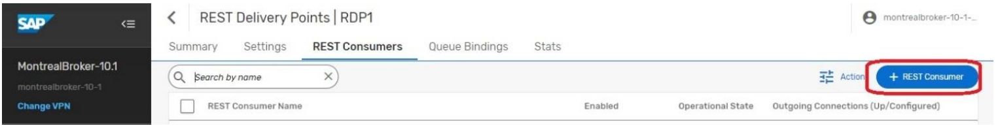 SAP
REST Delivery Points | RDP1
montrealbroker-10-1-...
Summary Settings REST Consumers Queue Bindings Stats
MontrealBroker-10.1
montrealbroker-10-1
Change VPN
Search by name
Action
+ REST Consumer
REST Consumer Name Enabled Operational State Outgoing Connections (Up/Configured)